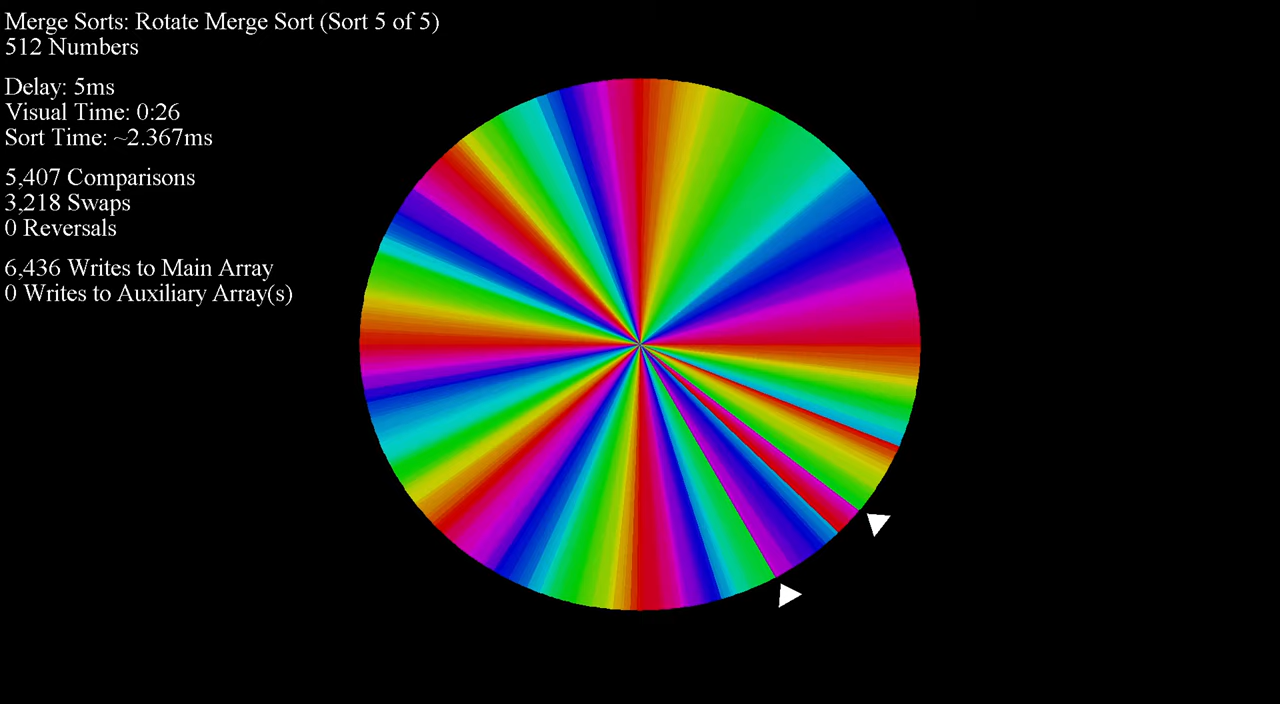 Merge Sorts: Rotate Merge Sort (Sort 5 of 5)
512 Numbers
Delay: 5ms
Visual Time: 0:26
Sort Time: ~2.367ms
5,407 Comparisons
3,218 Swaps
0 Reversals
6,436 Writes to Main Array
0 Writes to Auxiliary Array(s)